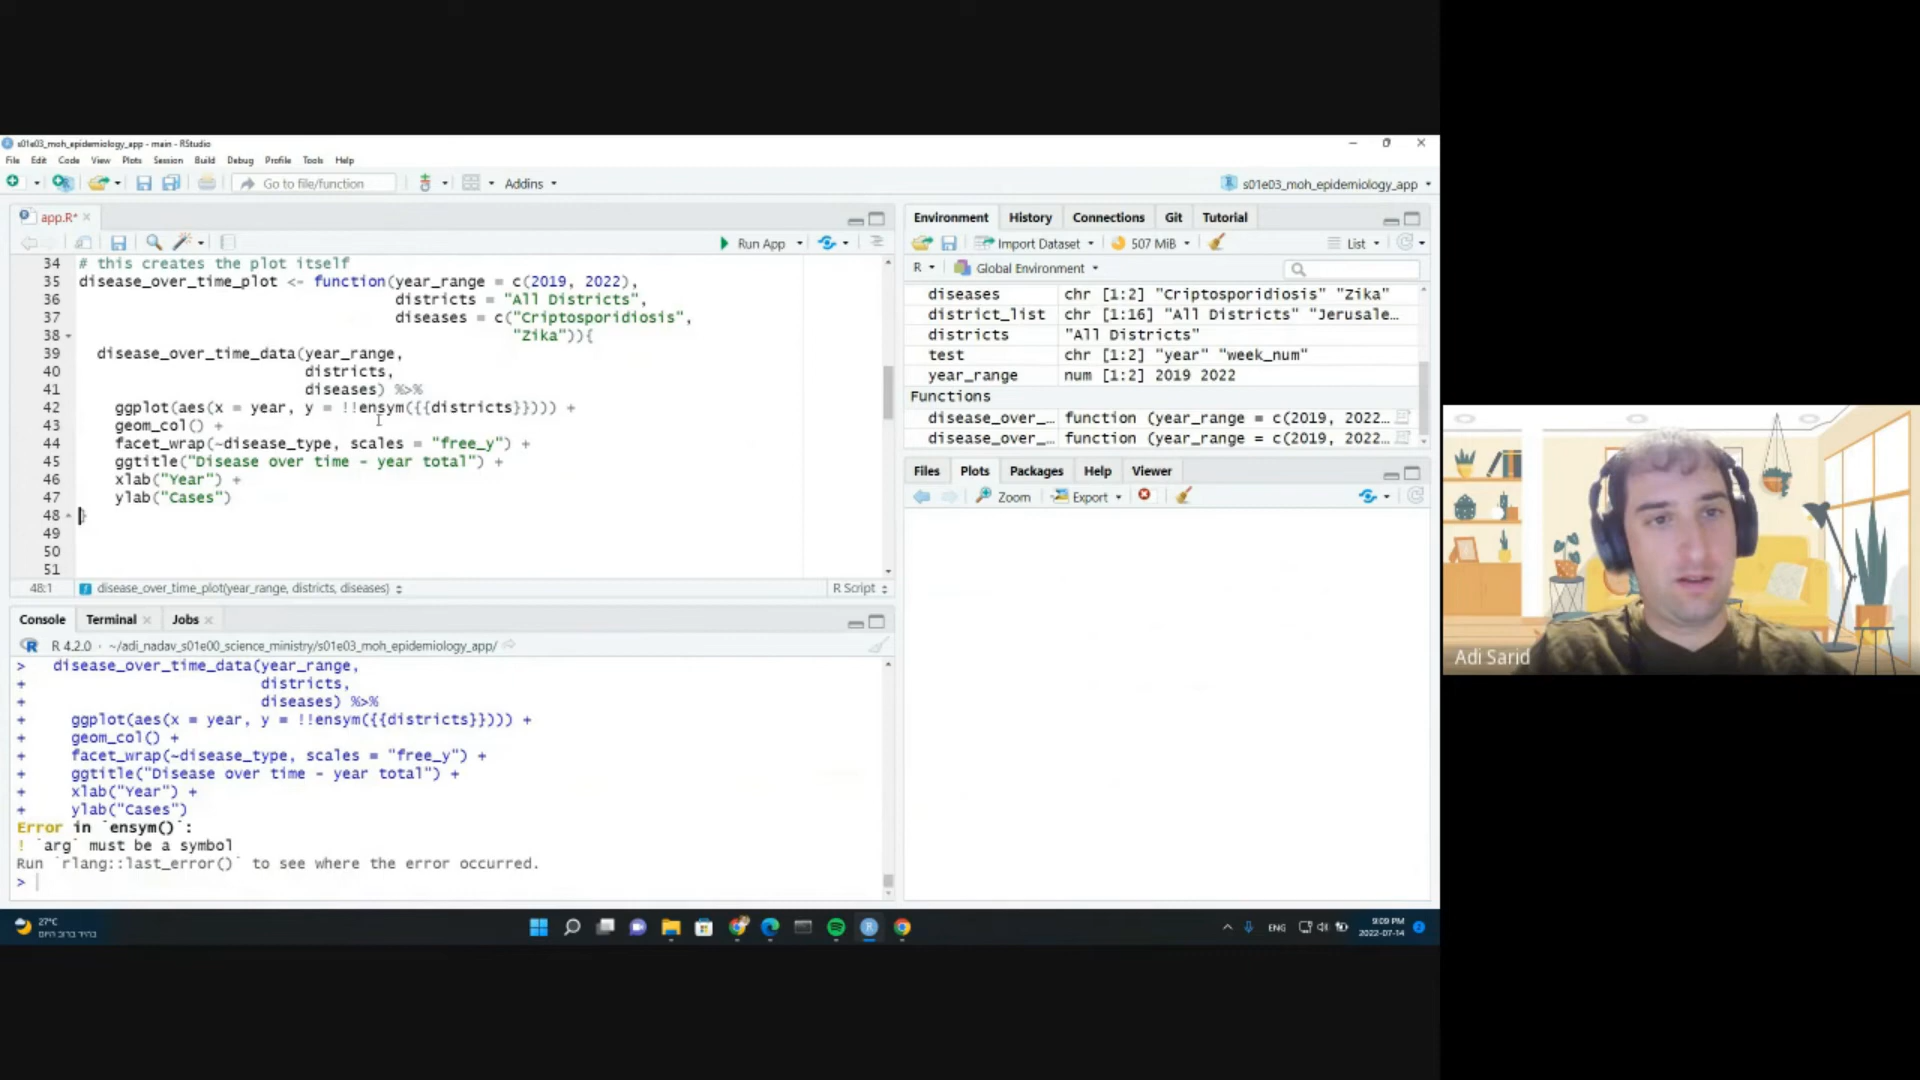 s01e03_moh_epidemiology_app - main - RStudio
File Edit Code View Plots Session Build Debug Profile Tools Help
Go to file/function
Addins
s01e03_moh_epidemiology_app
app.R*
Run App
34 # this creates the plot itself
35 disease_over_time_plot <- function(year_range = c(2019, 2022),
36 districts = "All Districts",
37 diseases = c("Criptosporidiosis",
38 "Zika")){
39 disease_over_time_data(year_range,
40 districts,
41 diseases) %>%
42 ggplot(aes(x = year, y = !!ensym({{districts}}))) +
43 geom_col() +
44 facet_wrap(~disease_type, scales = "free_y") +
45 ggtitle("Disease over time - year total") +
46 xlab("Year") +
47 ylab("Cases")
48 }
49
50
51
48:1 disease_over_time_plot(year_range, districts, diseases)
R Script
Console Terminal Jobs
R 4.2.0 · ~/adi_nadav_s01e00_science_ministry/s01e03_moh_epidemiology_app/
> disease_over_time_data(year_range,
+ districts,
+ diseases) %>%
+ ggplot(aes(x = year, y = !!ensym({{districts}}))) +
+ geom_col() +
+ facet_wrap(~disease_type, scales = "free_y") +
+ ggtitle("Disease over time - year total") +
+ xlab("Year") +
+ ylab("Cases")
Error in `ensym()`:
! `arg` must be a symbol
Run `rlang::last_error()` to see where the error occurred.
>
Environment History Connections Git Tutorial
Import Dataset 507 MiB List
R Global Environment
diseases chr [1:2] "Criptosporidiosis" "Zika"
district_list chr [1:16] "All Districts" "Jerusale...
districts "All Districts"
test chr [1:2] "year" "week_num"
year_range num [1:2] 2019 2022
Functions
disease_over_... function (year_range = c(2019, 2022...
disease_over_... function (year_range = c(2019, 2022...
Files Plots Packages Help Viewer
Zoom Export
Adi Sarid
27°C
ENG
9:09 PM
2022-07-14